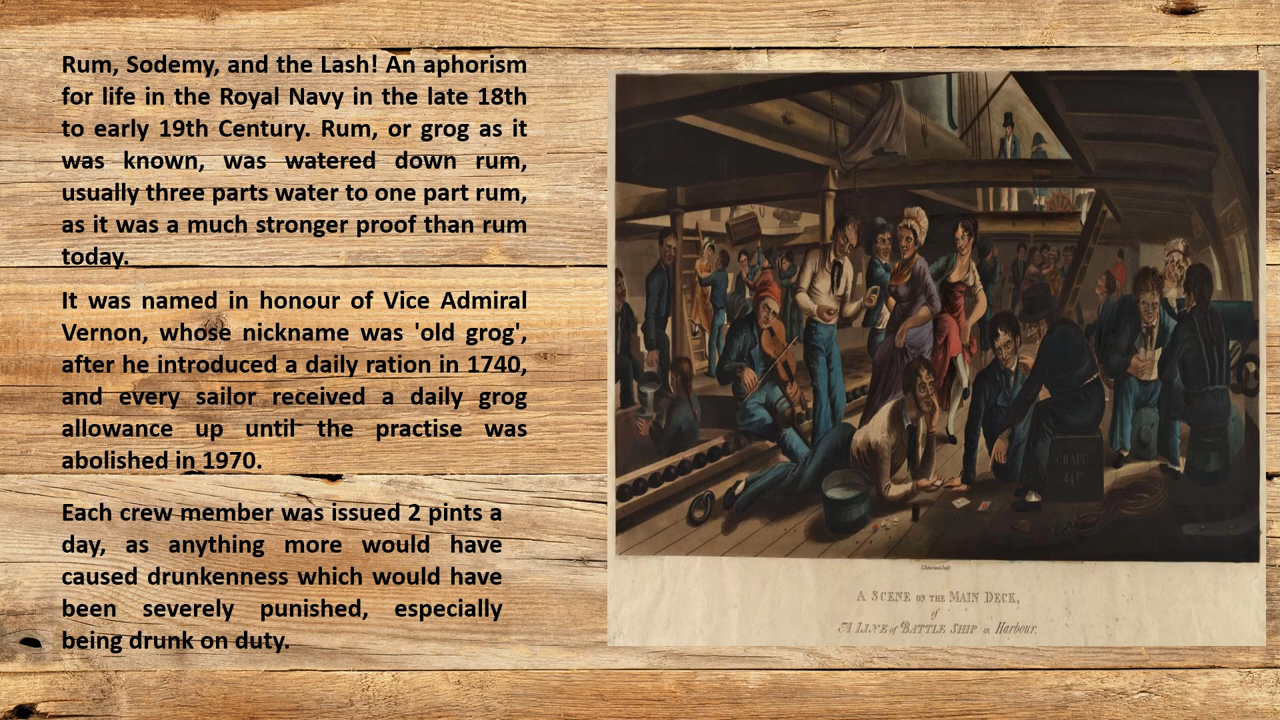 Rum, Sodemy, and the Lash! An aphorism
for life in the Royal Navy in the late 18th
to early 19th Century. Rum, or grog as it
was known, was watered down rum,
usually three parts water to one part rum,
as it was a much stronger proof than rum
today.
It was named in honour of Vice Admiral
Vernon, whose nickname was 'old grog',
after he introduced a daily ration in 1740,
and every sailor received a daily grog
allowance up until the practise was
abolished in 1970.
Each crew member was issued 2 pints a
day, as anything more would have
caused drunkenness which would have
been severely punished, especially
being drunk on duty.
A SCENE ON THE MAIN DECK,
of
A LINE of BATTLE SHIP in Harbour.